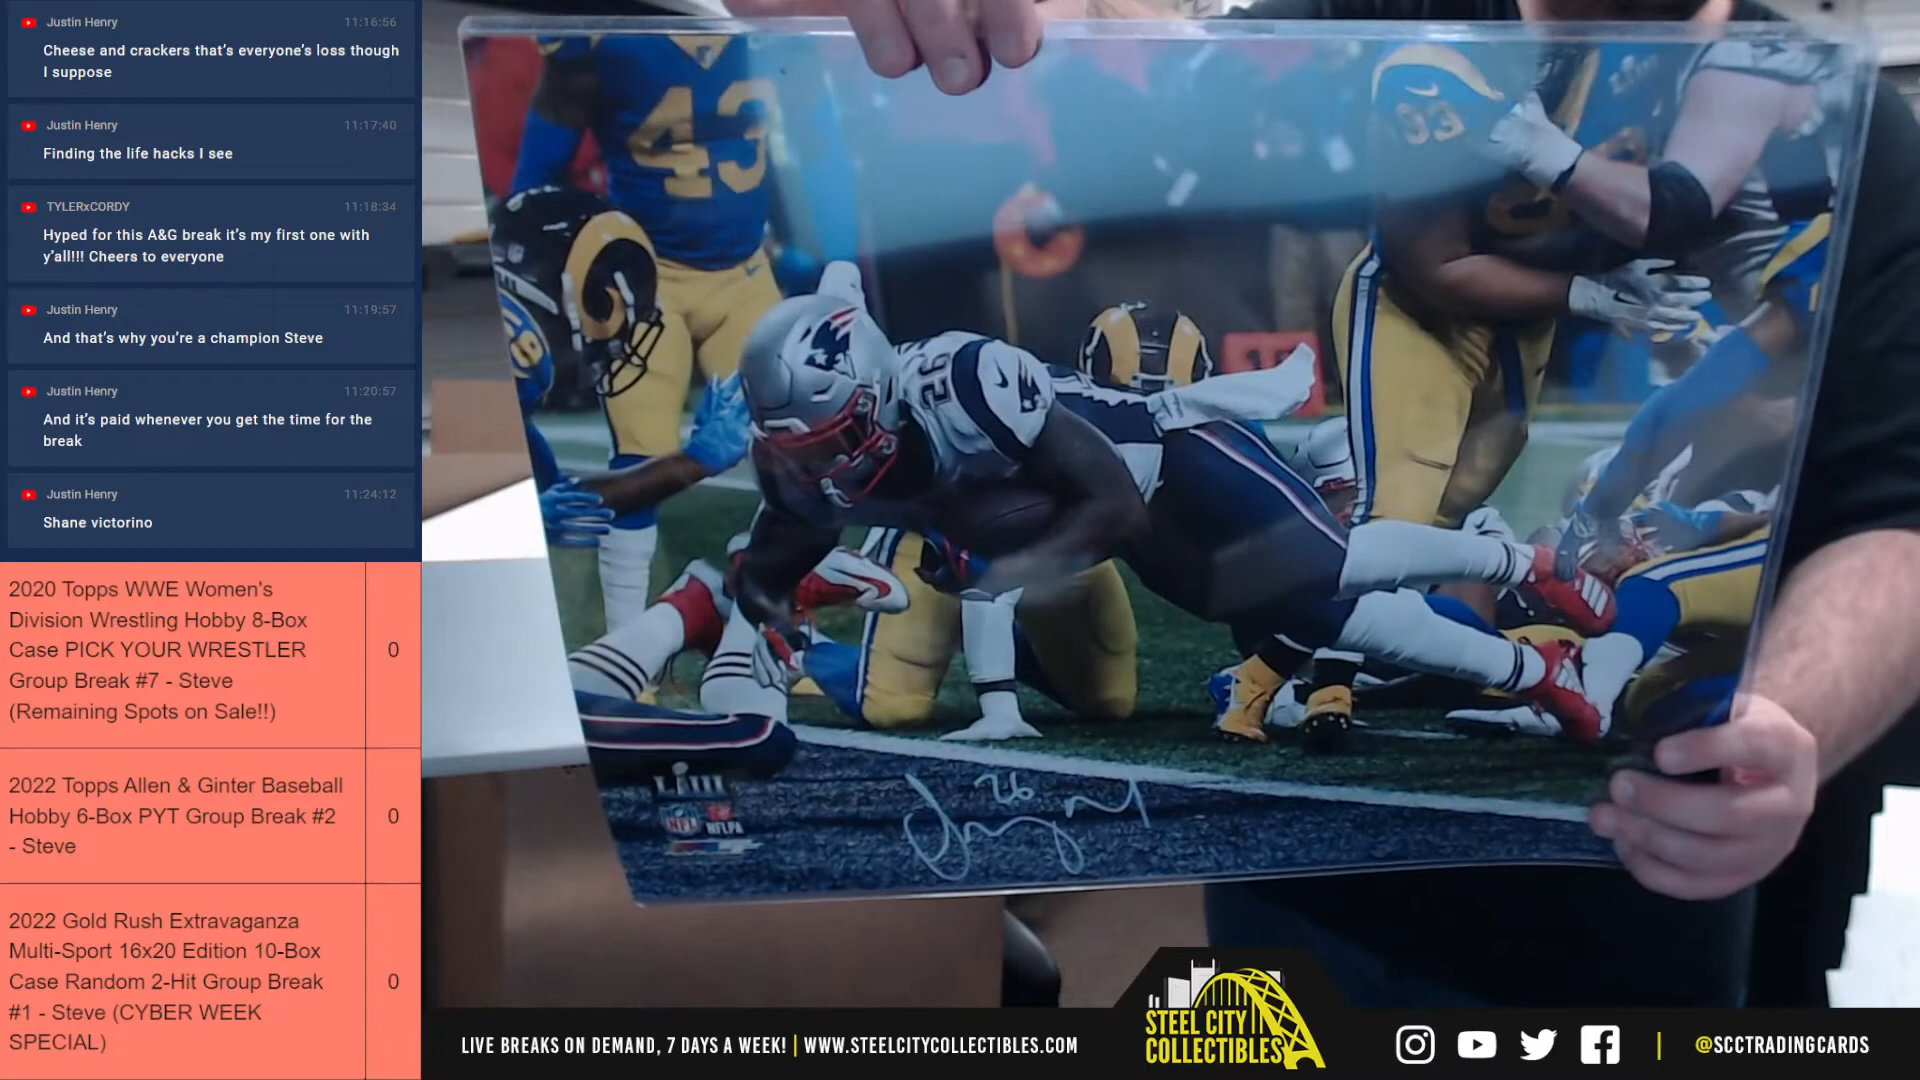 Justin Henry 11:16:56
Cheese and crackers that's everyone's loss though
I suppose
Justin Henry 11:17:40
Finding the life hacks I see
TYLERxCORDY 11:18:34
Hyped for this A&G break it's my first one with
y'all!!! Cheers to everyone
Justin Henry 11:19:57
And that's why you're a champion Steve
Justin Henry 11:20:57
And it's paid whenever you get the time for the
break
Justin Henry 11:24:12
Shane victorino
2020 Topps WWE Women's
Division Wrestling Hobby 8-Box
Case PICK YOUR WRESTLER
Group Break #7 - Steve
(Remaining Spots on Sale!!)
0
2022 Topps Allen & Ginter Baseball
Hobby 6-Box PYT Group Break #2
- Steve
0
2022 Gold Rush Extravaganza
Multi-Sport 16x20 Edition 10-Box
Case Random 2-Hit Group Break
#1 - Steve (CYBER WEEK
SPECIAL)
0
43
93
26
26
LIII
NFL
NFLPA
LIVE BREAKS ON DEMAND, 7 DAYS A WEEK! | WWW.STEELCITYCOLLECTIBLES.COM
STEEL CITY
COLLECTIBLES
| @SCCTRADINGCARDS